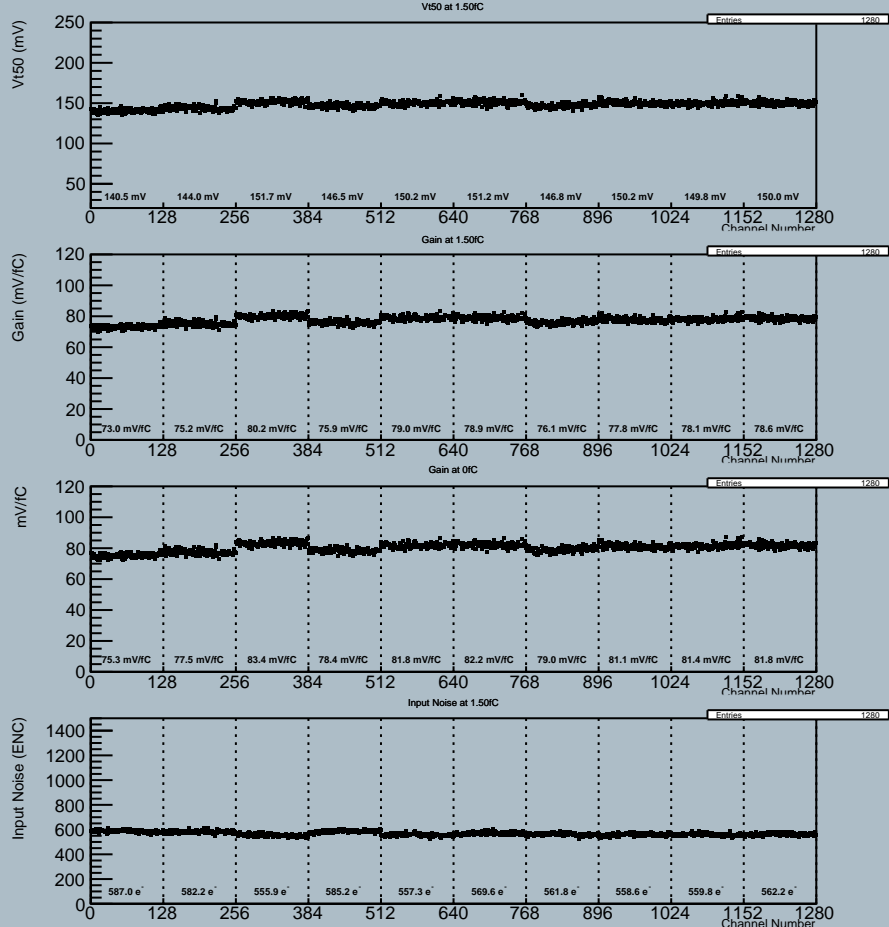 Vt50 at 1.50fC
Entries 1280
Vt50 (mV)
250
200
150
100
50
140.5 mV 144.0 mV 151.7 mV 146.5 mV 150.2 mV 151.2 mV 146.8 mV 150.2 mV 149.8 mV 150.0 mV
0 128 256 384 512 640 768 896 1024 1152 1280
Channel Number
Gain at 1.50fC
Entries 1280
Gain (mV/fC)
120
100
80
60
40
20
0
73.0 mV/fC 75.2 mV/fC 80.2 mV/fC 75.9 mV/fC 79.0 mV/fC 78.9 mV/fC 76.1 mV/fC 77.8 mV/fC 78.1 mV/fC 78.6 mV/fC
0 128 256 384 512 640 768 896 1024 1152 1280
Channel Number
Gain at 0fC
Entries 1280
mV/fC
120
100
80
60
40
20
0
75.3 mV/fC 77.5 mV/fC 83.4 mV/fC 78.4 mV/fC 81.8 mV/fC 82.2 mV/fC 79.0 mV/fC 81.1 mV/fC 81.4 mV/fC 81.8 mV/fC
0 128 256 384 512 640 768 896 1024 1152 1280
Channel Number
Input Noise at 1.50fC
Entries 1280
Input Noise (ENC)
1400
1200
1000
800
600
400
200
0
587.0 e⁻ 582.2 e⁻ 555.9 e⁻ 585.2 e⁻ 557.3 e⁻ 569.6 e⁻ 561.8 e⁻ 558.6 e⁻ 559.8 e⁻ 562.2 e⁻
0 128 256 384 512 640 768 896 1024 1152 1280
Channel Number